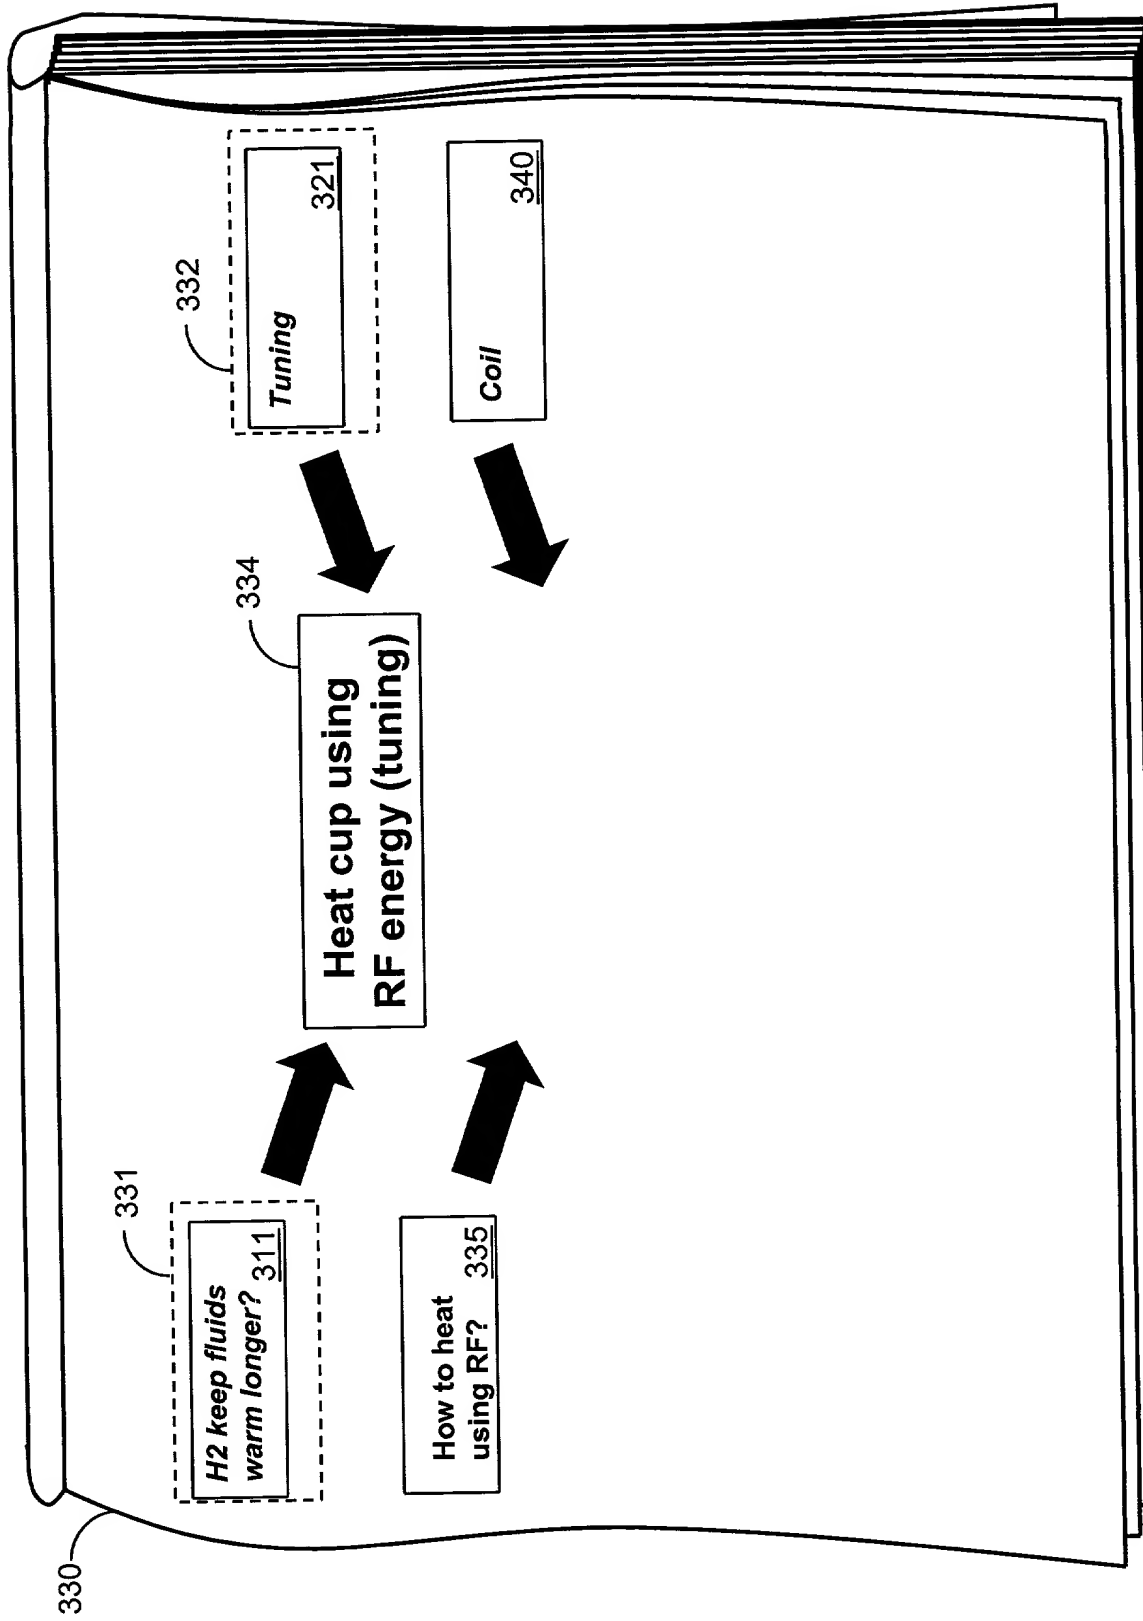 330
331
H2 keep fluids
warm longer?
311
334
Heat cup using
RF energy (tuning)
332
Tuning
321
How to heat
using RF?
335
Coil
340